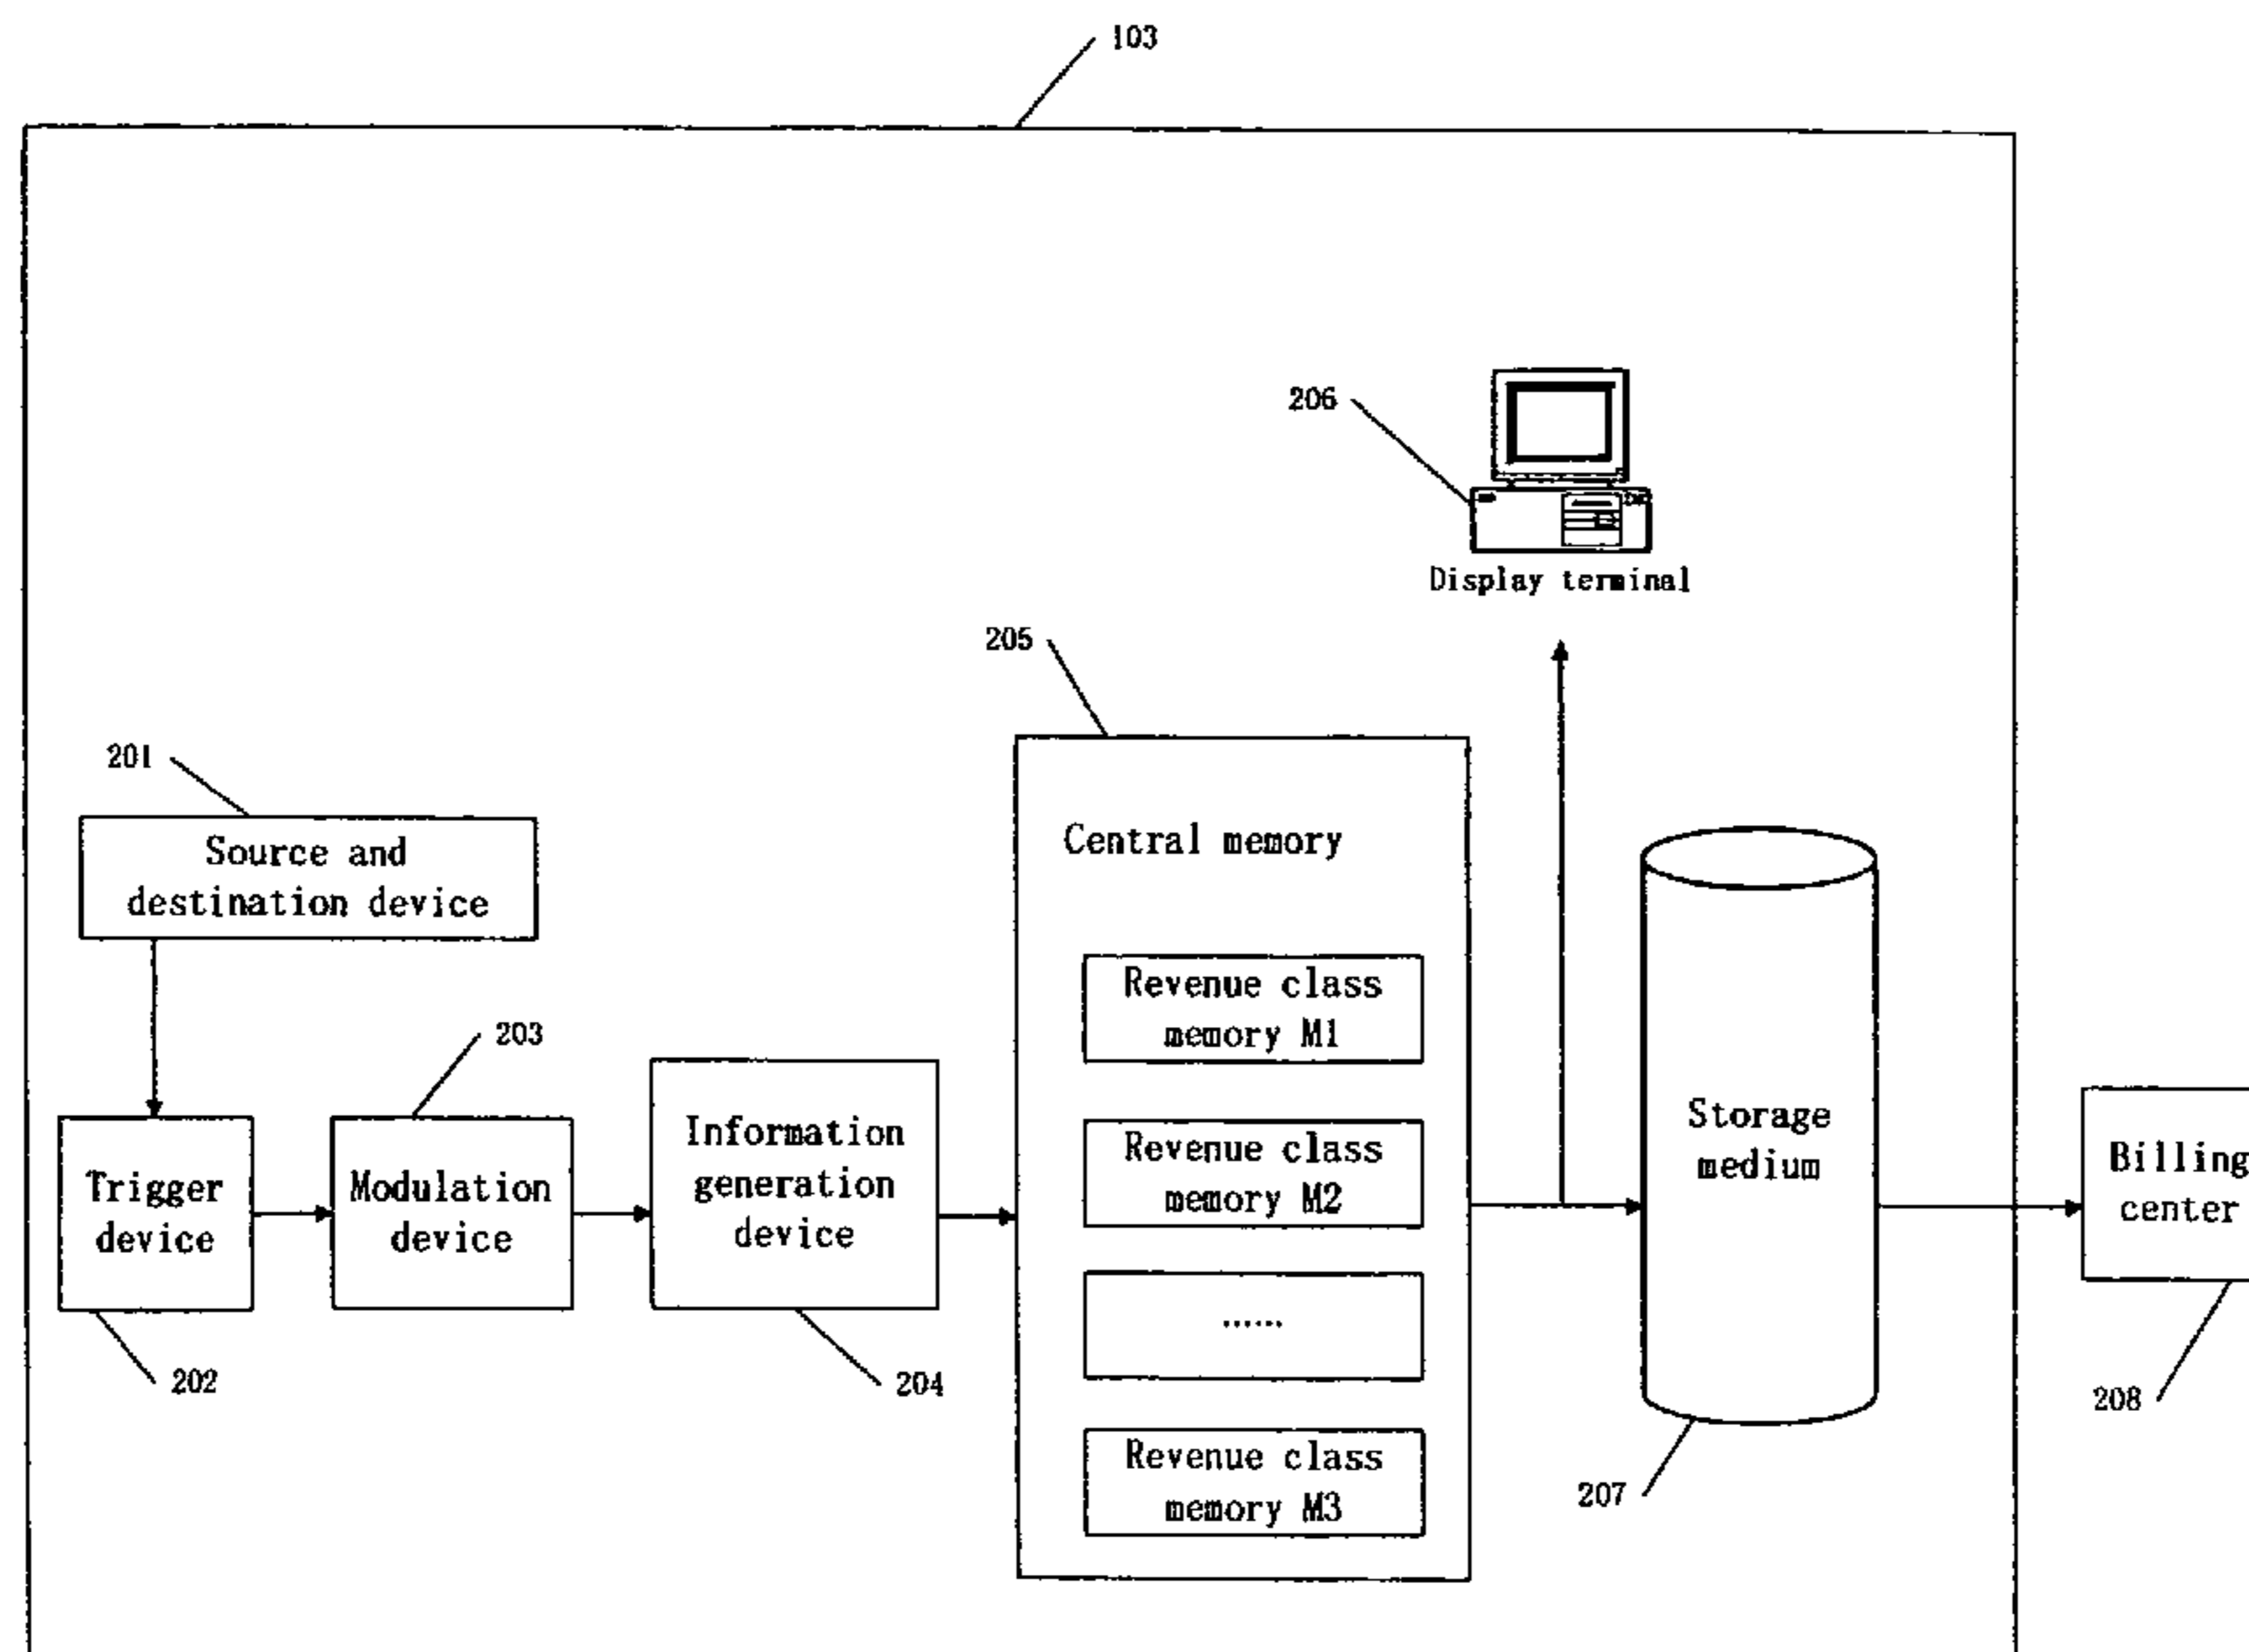 103
206
Display terminal
205
201
Source and
destination device
Central memory
Revenue class
memory M1
203
Revenue class
memory M2
Information
generation
device
Trigger
device
Modulation
device
Storage
medium
Billing
center
......
202
204
208
Revenue class
memory M3
207